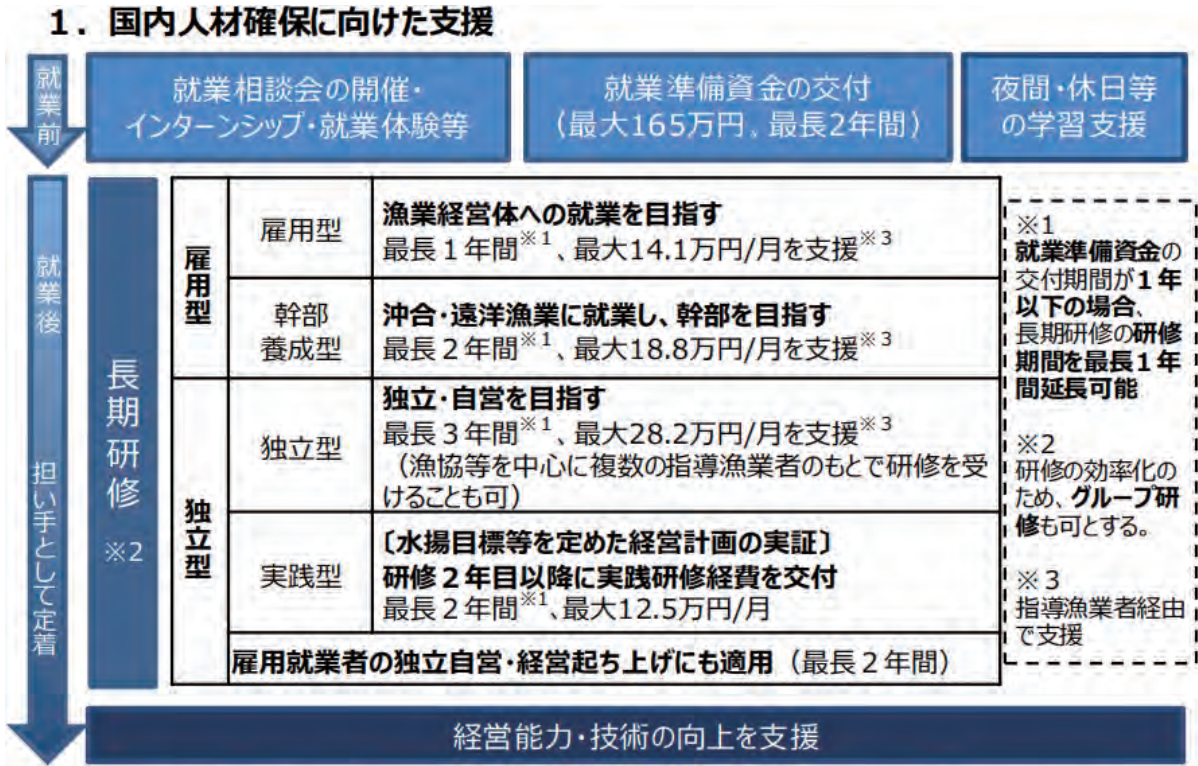 1．国内人材確保に向けた支援
就業前
就業相談会の開催・
インターンシップ・就業体験等
就業準備資金の交付
（最大165万円、最長2年間）
夜間・休日等
の学習支援
就業後
担い手として定着
長期研修
※2
雇用型
雇用型
漁業経営体への就業を目指す
最長１年間※1、最大14.1万円/月を支援※３
幹部
養成型
沖合・遠洋漁業に就業し、幹部を目指す
最長２年間※1、最大18.8万円/月を支援※３
独立型
独立型
独立・自営を目指す
最長３年間※1、最大28.2万円/月を支援※３
（漁協等を中心に複数の指導漁業者のもとで研修を受
けることも可）
実践型
〔水揚目標等を定めた経営計画の実証〕
研修２年目以降に実践研修経費を交付
最長２年間※1、最大12.5万円/月
雇用就業者の独立自営・経営起ち上げにも適用（最長２年間）
※1
就業準備資金の
交付期間が１年
以下の場合、
長期研修の研修
期間を最長１年
間延長可能
※2
研修の効率化の
ため、グループ研
修も可とする。
※３
指導漁業者経由
で支援
経営能力・技術の向上を支援